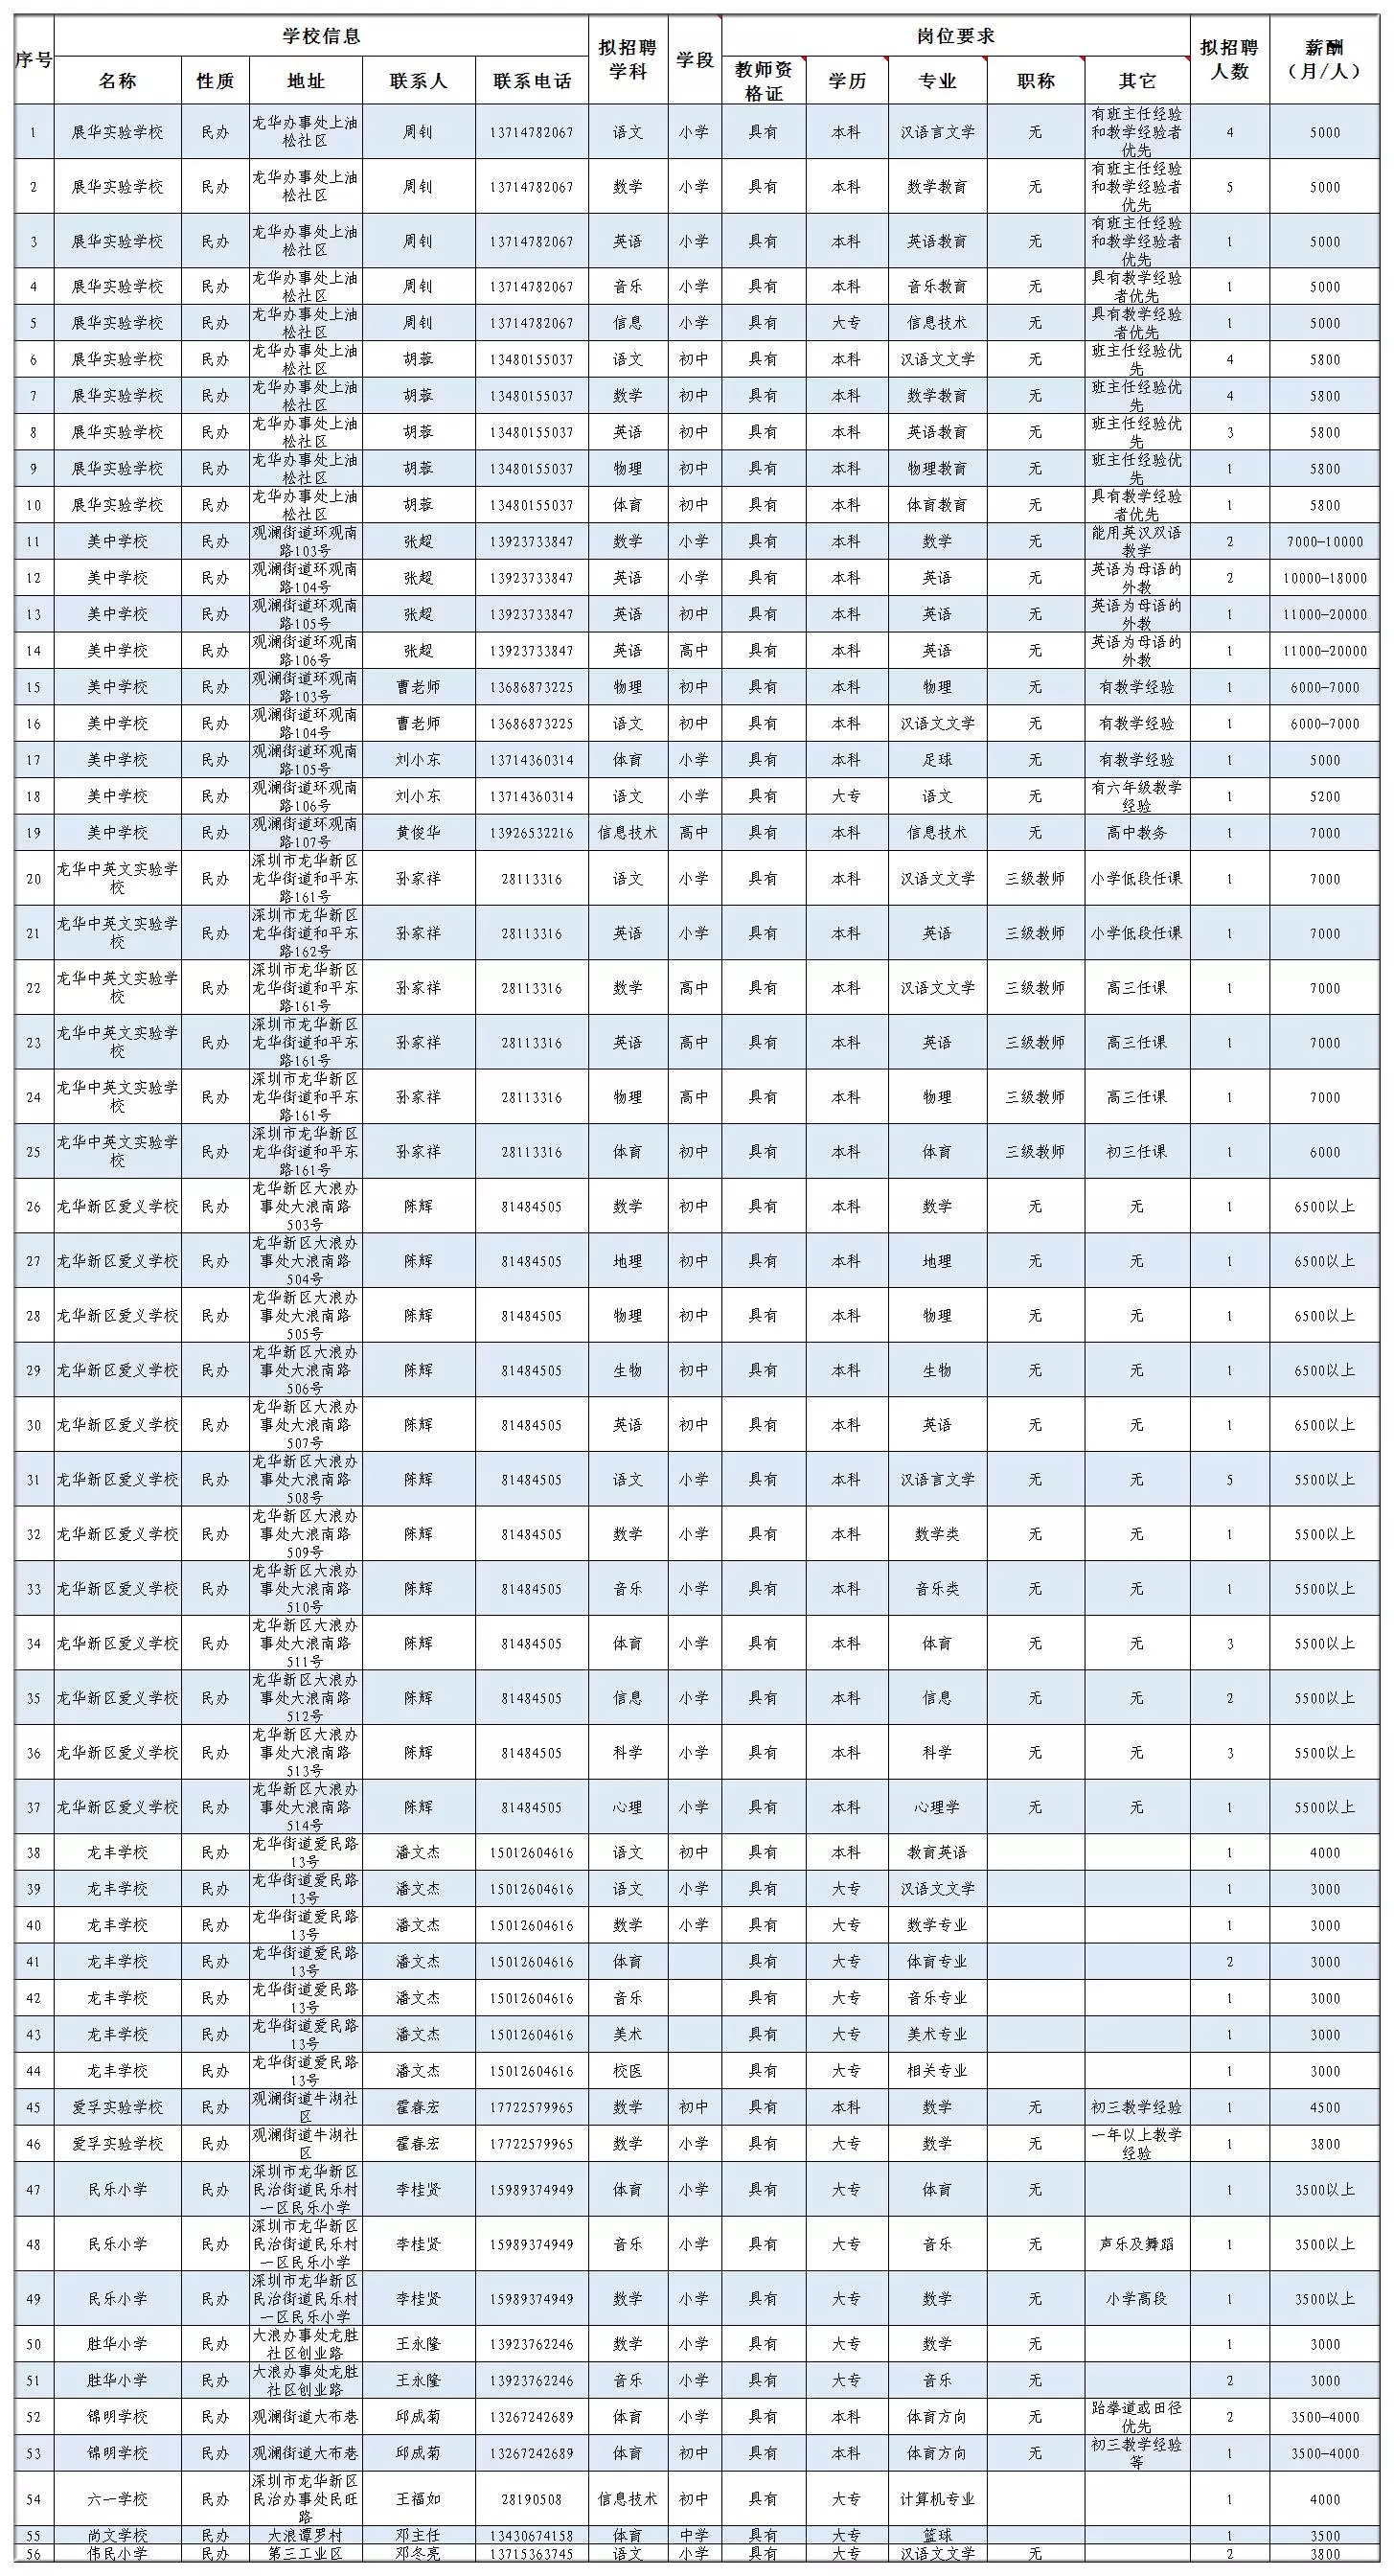 序号 学校信息 拟招聘学科 学段 岗位要求 拟招聘人数 薪酬（月/人）
名称 性质 地址 联系人 联系电话 教师资格证 学历 专业 职称 其它
1 展华实验学校 民办 龙华办事处上油松社区 周钊 13714782067 语文 小学 具有 本科 汉语言文学 无 有班主任经验和教学经验者优先 4 5000
2 展华实验学校 民办 龙华办事处上油松社区 周钊 13714782067 数学 小学 具有 本科 数学教育 无 有班主任经验和教学经验者优先 5 5000
3 展华实验学校 民办 龙华办事处上油松社区 周钊 13714782067 英语 小学 具有 本科 英语教育 无 有班主任经验和教学经验者优先 1 5000
4 展华实验学校 民办 龙华办事处上油松社区 周钊 13714782067 音乐 小学 具有 本科 音乐教育 无 具有教学经验者优先 1 5000
5 展华实验学校 民办 龙华办事处上油松社区 周钊 13714782067 信息 小学 具有 大专 信息技术 无 具有教学经验者优先 1 5000
6 展华实验学校 民办 龙华办事处上油松社区 胡蓉 13480155037 语文 初中 具有 本科 汉语文文学 无 班主任经验优先 4 5800
7 展华实验学校 民办 龙华办事处上油松社区 胡蓉 13480155037 数学 初中 具有 本科 数学教育 无 班主任经验优先 4 5800
8 展华实验学校 民办 龙华办事处上油松社区 胡蓉 13480155037 英语 初中 具有 本科 英语教育 无 班主任经验优先 3 5800
9 展华实验学校 民办 龙华办事处上油松社区 胡蓉 13480155037 物理 初中 具有 本科 物理教育 无 班主任经验优先 1 5800
10 展华实验学校 民办 龙华办事处上油松社区 胡蓉 13480155037 体育 初中 具有 本科 体育教育 无 具有教学经验者优先 1 5800
11 美中学校 民办 观澜街道环观南路103号 张超 13923733847 数学 小学 具有 本科 数学 无 能用英汉双语教学 2 7000—10000
12 美中学校 民办 观澜街道环观南路104号 张超 13923733847 英语 小学 具有 本科 英语 无 英语为母语的外教 2 10000—18000
13 美中学校 民办 观澜街道环观南路105号 张超 13923733847 英语 初中 具有 本科 英语 无 英语为母语的外教 1 11000—20000
14 美中学校 民办 观澜街道环观南路106号 张超 13923733847 英语 高中 具有 本科 英语 无 英语为母语的外教 1 11000—20000
15 美中学校 民办 观澜街道环观南路103号 曹老师 13686873225 物理 初中 具有 本科 物理 无 有教学经验 1 6000—7000
16 美中学校 民办 观澜街道环观南路104号 曹老师 13686873225 语文 初中 具有 本科 汉语文文学 无 有教学经验 1 6000—7000
17 美中学校 民办 观澜街道环观南路105号 刘小东 13714360314 体育 小学 具有 本科 足球 无 有教学经验 1 5000
18 美中学校 民办 观澜街道环观南路106号 刘小东 13714360314 语文 小学 具有 大专 语文 无 有六年级教学经验 1 5200
19 美中学校 民办 观澜街道环观南路107号 黄俊华 13926532216 信息技术 高中 具有 本科 信息技术 无 高中教务 1 7000
20 龙华中英文实验学校 民办 深圳市龙华新区龙华街道和平东路161号 孙家祥 28113316 语文 小学 具有 本科 汉语文文学 三级教师 小学低段任课 1 7000
21 龙华中英文实验学校 民办 深圳市龙华新区龙华街道和平东路162号 孙家祥 28113316 英语 小学 具有 本科 英语 三级教师 小学低段任课 1 7000
22 龙华中英文实验学校 民办 深圳市龙华新区龙华街道和平东路161号 孙家祥 28113316 数学 高中 具有 本科 汉语文文学 三级教师 高三任课 1 7000
23 龙华中英文实验学校 民办 深圳市龙华新区龙华街道和平东路161号 孙家祥 28113316 英语 高中 具有 本科 英语 三级教师 高三任课 1 7000
24 龙华中英文实验学校 民办 深圳市龙华新区龙华街道和平东路161号 孙家祥 28113316 物理 高中 具有 本科 物理 三级教师 高三任课 1 7000
25 龙华中英文实验学校 民办 深圳市龙华新区龙华街道和平东路161号 孙家祥 28113316 体育 初中 具有 本科 体育 三级教师 初三任课 1 6000
26 龙华新区爱义学校 民办 龙华新区大浪办事处大浪南路503号 陈辉 81484505 数学 初中 具有 本科 数学 无 无 1 6500以上
27 龙华新区爱义学校 民办 龙华新区大浪办事处大浪南路504号 陈辉 81484505 地理 初中 具有 本科 地理 无 无 1 6500以上
28 龙华新区爱义学校 民办 龙华新区大浪办事处大浪南路505号 陈辉 81484505 物理 初中 具有 本科 物理 无 无 1 6500以上
29 龙华新区爱义学校 民办 龙华新区大浪办事处大浪南路506号 陈辉 81484505 生物 初中 具有 本科 生物 无 无 1 6500以上
30 龙华新区爱义学校 民办 龙华新区大浪办事处大浪南路507号 陈辉 81484505 英语 初中 具有 本科 英语 无 无 1 6500以上
31 龙华新区爱义学校 民办 龙华新区大浪办事处大浪南路508号 陈辉 81484505 语文 小学 具有 本科 汉语言文学 无 无 5 5500以上
32 龙华新区爱义学校 民办 龙华新区大浪办事处大浪南路509号 陈辉 81484505 数学 小学 具有 本科 数学类 无 无 1 5500以上
33 龙华新区爱义学校 民办 龙华新区大浪办事处大浪南路510号 陈辉 81484505 音乐 小学 具有 本科 音乐类 无 无 1 5500以上
34 龙华新区爱义学校 民办 龙华新区大浪办事处大浪南路511号 陈辉 81484505 体育 小学 具有 本科 体育 无 无 3 5500以上
35 龙华新区爱义学校 民办 龙华新区大浪办事处大浪南路512号 陈辉 81484505 信息 小学 具有 本科 信息 无 无 2 5500以上
36 龙华新区爱义学校 民办 龙华新区大浪办事处大浪南路513号 陈辉 81484505 科学 小学 具有 本科 科学 无 无 3 5500以上
37 龙华新区爱义学校 民办 龙华新区大浪办事处大浪南路514号 陈辉 81484505 心理 小学 具有 本科 心理学 无 无 1 5500以上
38 龙丰学校 民办 龙华街道爱民路13号 潘文杰 15012604616 语文 初中 具有 本科 教育英语 1 4000
39 龙丰学校 民办 龙华街道爱民路13号 潘文杰 15012604616 语文 小学 具有 大专 汉语文文学 1 3000
40 龙丰学校 民办 龙华街道爱民路13号 潘文杰 15012604616 数学 小学 具有 大专 数学专业 1 3000
41 龙丰学校 民办 龙华街道爱民路13号 潘文杰 15012604616 体育 具有 大专 体育专业 2 3000
42 龙丰学校 民办 龙华街道爱民路13号 潘文杰 15012604616 音乐 具有 大专 音乐专业 1 3000
43 龙丰学校 民办 龙华街道爱民路13号 潘文杰 15012604616 美术 具有 大专 美术专业 1 3000
44 龙丰学校 民办 龙华街道爱民路13号 潘文杰 15012604616 校医 具有 大专 相关专业 1 3000
45 爱孚实验学校 民办 观澜街道牛湖社区 霍春宏 17722579965 数学 初中 具有 本科 数学 无 初三教学经验 1 4500
46 爱孚实验学校 民办 观澜街道牛湖社区 霍春宏 17722579965 数学 小学 具有 大专 数学 无 一年以上教学经验 1 3800
47 民乐小学 民办 深圳市龙华新区民治街道民乐村一区民乐小学 李桂贤 15989374949 体育 小学 具有 大专 体育 无 1 3500以上
48 民乐小学 民办 深圳市龙华新区民治街道民乐村一区民乐小学 李桂贤 15989374949 音乐 小学 具有 大专 音乐 无 声乐及舞蹈 1 3500以上
49 民乐小学 民办 深圳市龙华新区民治街道民乐村一区民乐小学 李桂贤 15989374949 数学 小学 具有 大专 数学 无 小学高段 1 3500以上
50 胜华小学 民办 大浪办事处龙胜社区创业路 王永隆 13923762246 数学 小学 具有 大专 数学 无 1 3000
51 胜华小学 民办 大浪办事处龙胜社区创业路 王永隆 13923762246 音乐 小学 具有 大专 音乐 无 2 3000
52 锦明学校 民办 观澜街道大布巷 邱成菊 13267242689 体育 小学 具有 本科 体育方向 无 跆拳道或田径优先 2 3500—4000
53 锦明学校 民办 观澜街道大布巷 邱成菊 13267242689 体育 初中 具有 本科 体育方向 无 初三教学经验等 1 3500—4000
54 六一学校 民办 深圳市龙华新区民治办事处民旺路 王福如 28190508 信息技术 初中 具有 大专 计算机专业 1 4000
55 尚文学校 民办 大浪谭罗村 邓主任 13430674158 体育 中学 具有 大专 篮球 1 3500
56 伟民小学 民办 第三工业区 邓冬亮 13715363745 语文 小学 具有 大专 汉语文文学 无 2 3800